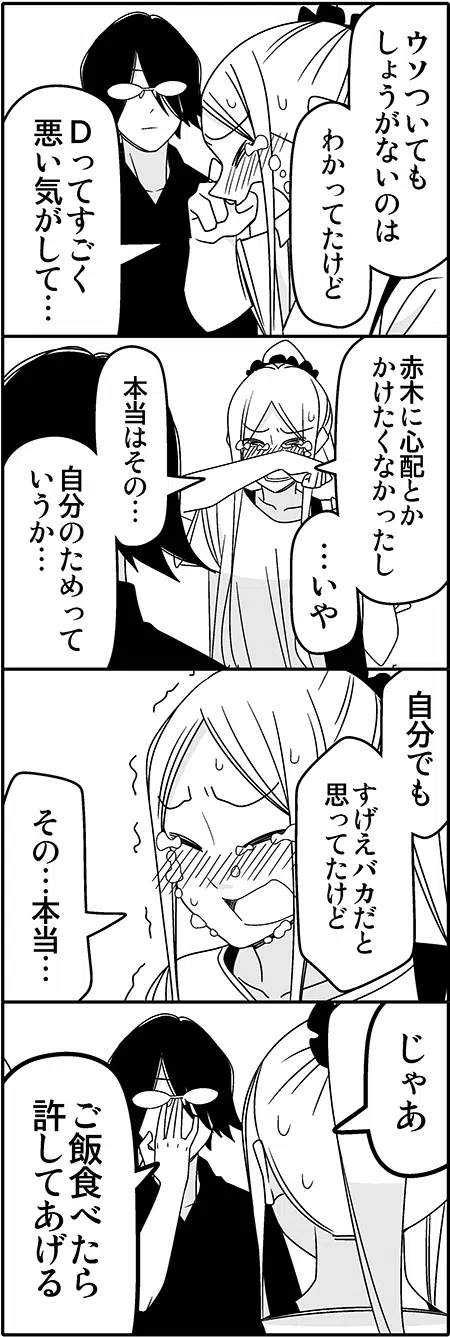 ウソついても
しょうがないのは
わかってたけど
Dってすごく
悪い気がして…
赤木に心配とか
かけたくなかったし
…いや
本当はその…
自分のためって
いうか…
自分でも
すげえバカだと
思ってたけど
その…本当…
じゃあ
ご飯食べたら
許してあげる